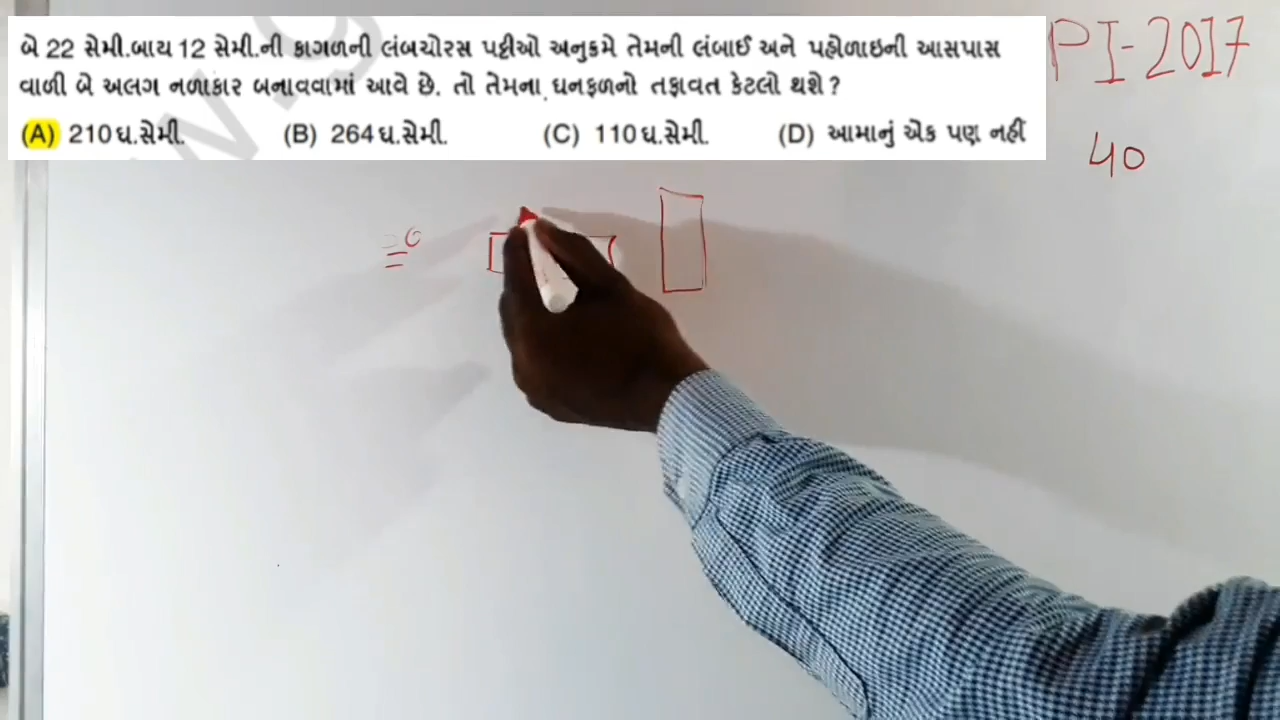 બે 22 સેમી.બાય 12 સેમી.ની કાગળની લંબચોરસ પટ્ટીઓ અનુક્રમે તેમની લંબાઈ અને પહોળાઇની આસપાસ
વાળી બે અલગ નળાકાર બનાવવામાં આવે છે. તો તેમના ઘનફળનો તફાવત કેટલો થશે ?
(A) 210 ઘ.સેમી. (B) 264 ઘ.સેમી. (C) 110 ઘ.સેમી. (D) આમાનું એક પણ નહીં
PI-2017
40